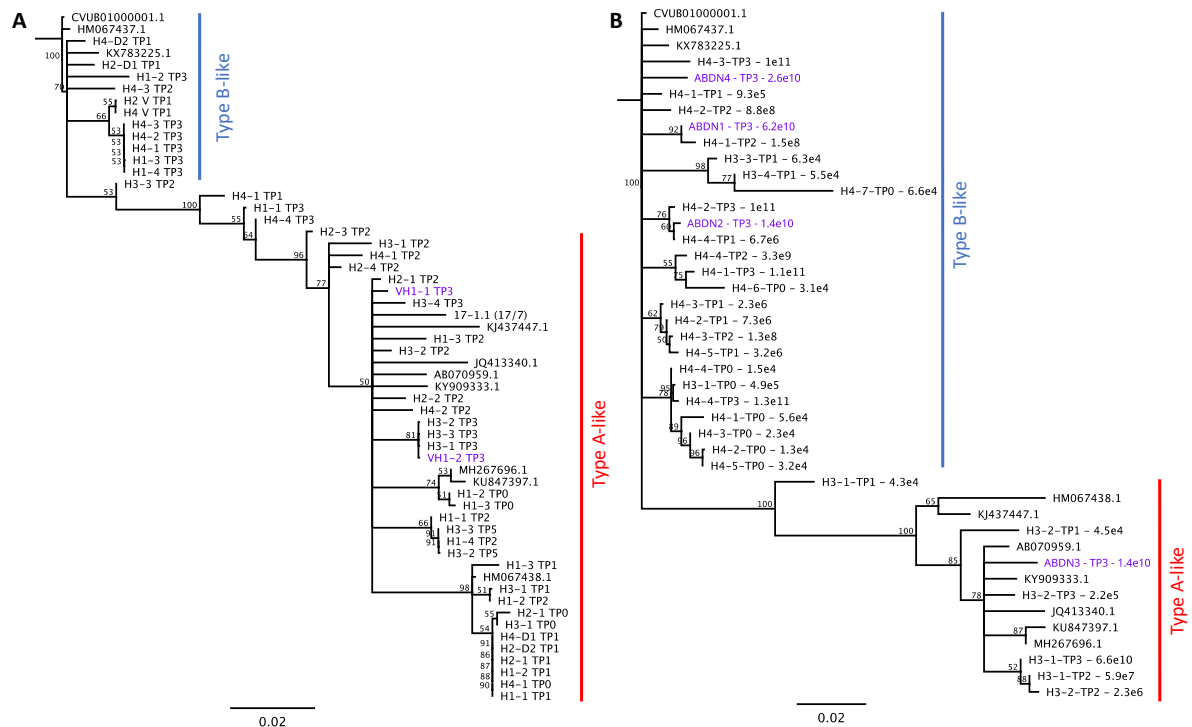 A
CVUB01000001.1
HM067437.1
H4-D2 TP1
100
KX783225.1
H2-D1 TP1
H1-2 TP3
70
H4-3 TP2
H2 V TP1
55
H4 V TP1
66
H4-3 TP3
53
H4-2 TP3
H4-1 TP3
53
H1-3 TP3
53
H1-4 TP3
Type B-like
H3-3 TP2
53
H4-1 TP1
100
H1-1 TP3
55
H4-4 TP3
64
H2-3 TP2
96
H3-1 TP2
H4-1 TP2
H2-4 TP2
77
H2-1 TP2
VH1-1 TP3
H3-4 TP3
17-1.1 (17/7)
KJ437447.1
H1-3 TP2
H3-2 TP2
JQ413340.1
AB070959.1
50
KY909333.1
H2-2 TP2
H4-2 TP2
H3-2 TP3
81
H3-3 TP3
H3-1 TP3
VH1-2 TP3
MH267696.1
53
KU847397.1
74
H1-2 TP0
51
H1-3 TP0
H1-1 TP2
66
H3-3 TP5
91
H1-4 TP2
91
H3-2 TP5
H1-3 TP1
HM067438.1
98
H3-1 TP1
51
H1-2 TP2
H2-1 TP0
55
H3-1 TP0
54
H4-D1 TP1
91
H2-D2 TP1
86
H2-1 TP1
87
H1-2 TP1
88
H4-1 TP0
90
H1-1 TP1
Type A-like
0.02
B
CVUB01000001.1
HM067437.1
KX783225.1
H4-3-TP3 - 1e11
ABDN4 - TP3 - 2.6e10
H4-1-TP1 - 9.3e5
H4-2-TP2 - 8.8e8
ABDN1 - TP3 - 6.2e10
92
H4-1-TP2 - 1.5e8
H3-3-TP1 - 6.3e4
98
H3-4-TP1 - 5.5e4
77
H4-7-TP0 - 6.6e4
100
H4-2-TP3 - 1e11
76
ABDN2 - TP3 - 1.4e10
60
H4-4-TP1 - 6.7e6
H4-4-TP2 - 3.3e9
55
H4-1-TP3 - 1.1e11
75
H4-6-TP0 - 3.1e4
H4-3-TP1 - 2.3e6
62
H4-2-TP1 - 7.3e6
79
H4-3-TP2 - 1.3e8
50
H4-5-TP1 - 3.2e6
H4-4-TP0 - 1.5e4
95
H3-1-TP0 - 4.9e5
78
H4-4-TP3 - 1.3e11
H4-1-TP0 - 5.6e4
89
H4-3-TP0 - 2.3e4
96
H4-2-TP0 - 1.3e4
96
H4-5-TP0 - 3.2e4
Type B-like
H3-1-TP1 - 4.3e4
100
HM067438.1
65
KJ437447.1
100
H3-2-TP1 - 4.5e4
AB070959.1
85
ABDN3 - TP3 - 1.4e10
KY909333.1
78
H3-2-TP3 - 2.2e5
JQ413340.1
KU847397.1
87
MH267696.1
H3-1-TP3 - 6.6e10
52
H3-1-TP2 - 5.9e7
88
H3-2-TP2 - 2.3e6
Type A-like
0.02